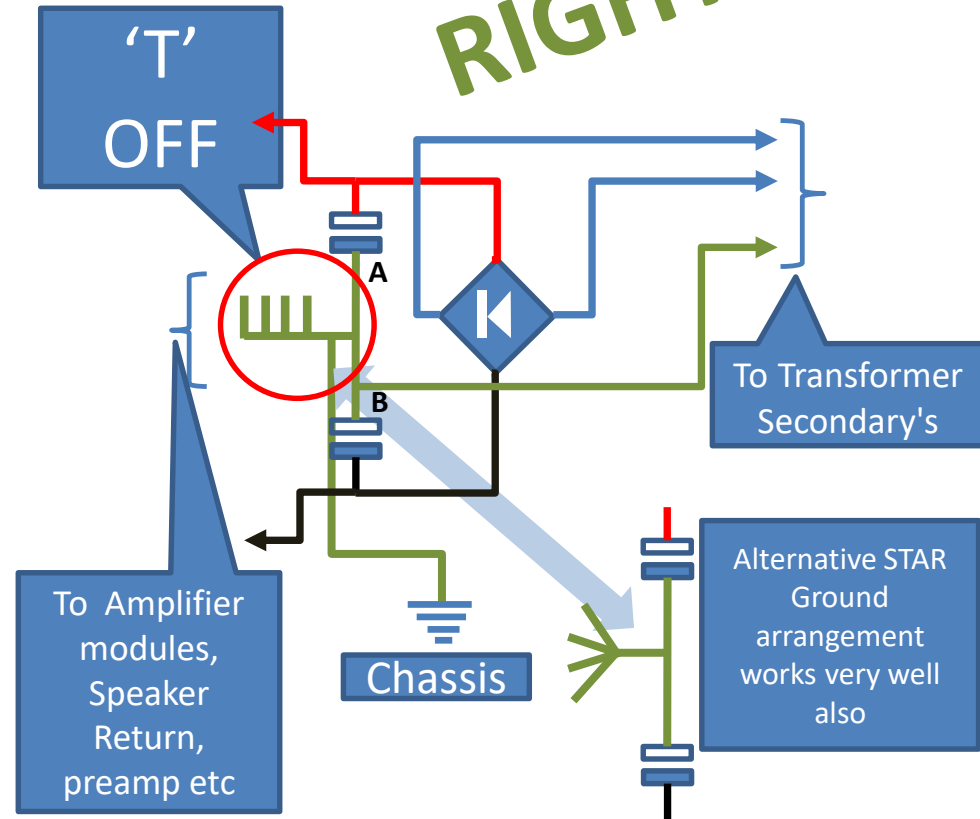 RIGHT
'T'
OFF
A
B
To Transformer
Secondary's
To Amplifier
modules,
Speaker
Return,
preamp etc
Chassis
Alternative STAR
Ground
arrangement
works very well
also